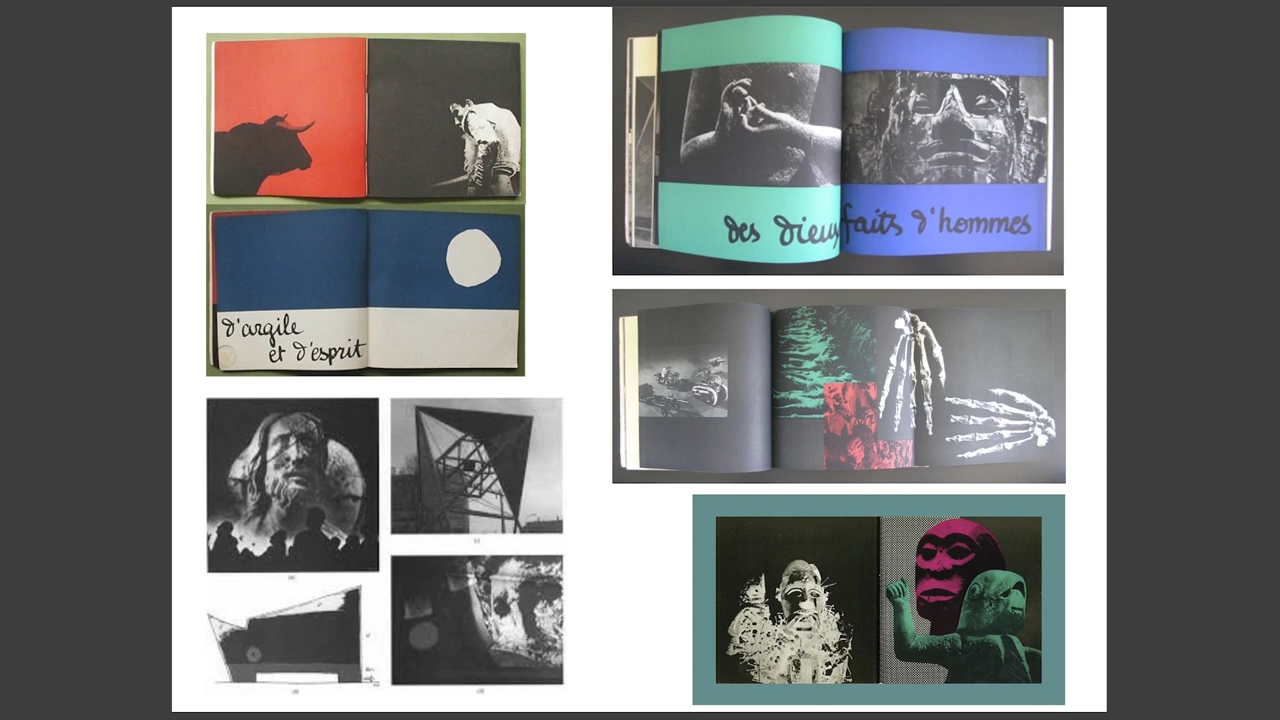 d'argile
et d'esprit
des dieux faits d'hommes